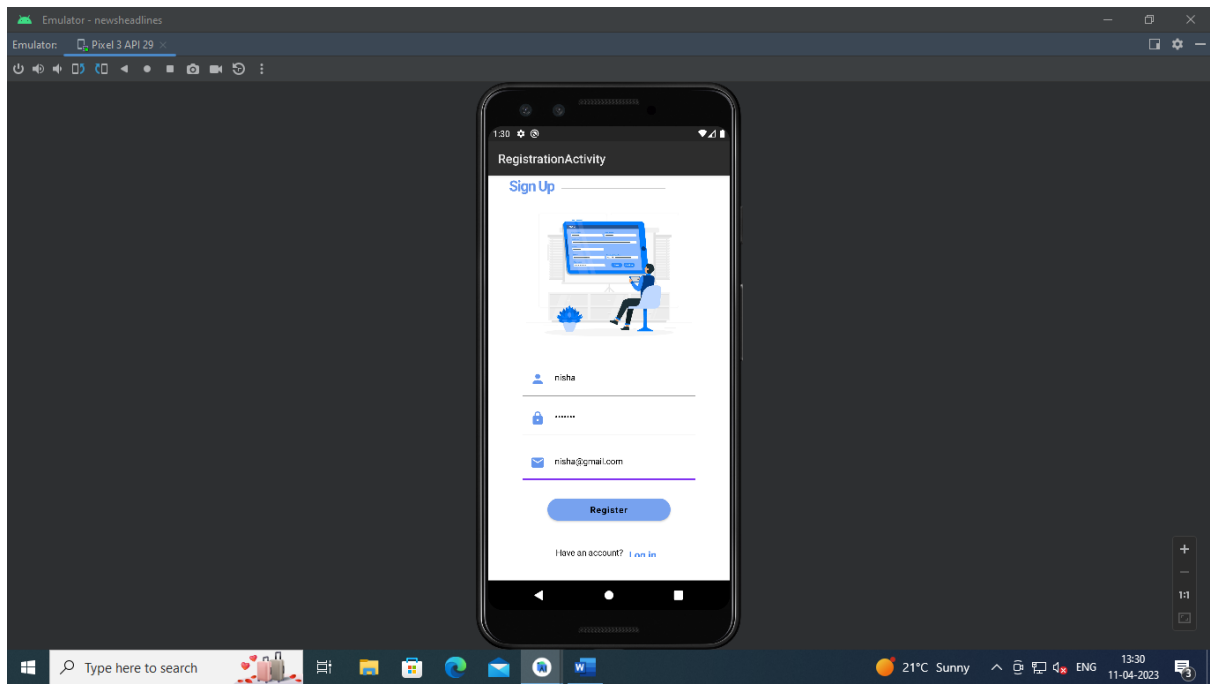 Emulator - newsheadlines
Emulator: Pixel 3 API 29
1:30
RegistrationActivity
Sign Up
nisha
•••••••
nisha@gmail.com
Register
Have an account? Log in
1:1
Type here to search
W
21°C Sunny
ENG
13:30
11-04-2023
3